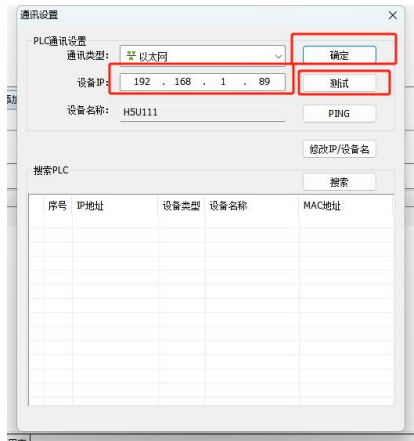 通讯设置
PLC通讯设置
通讯类型: 以太网
确定
设备IP: 192 . 168 . 1 . 89
测试
设备名称: H5U111
PING
修改IP/设备名
搜索PLC
搜索
序号 IP地址 设备类型 设备名称 MAC地址